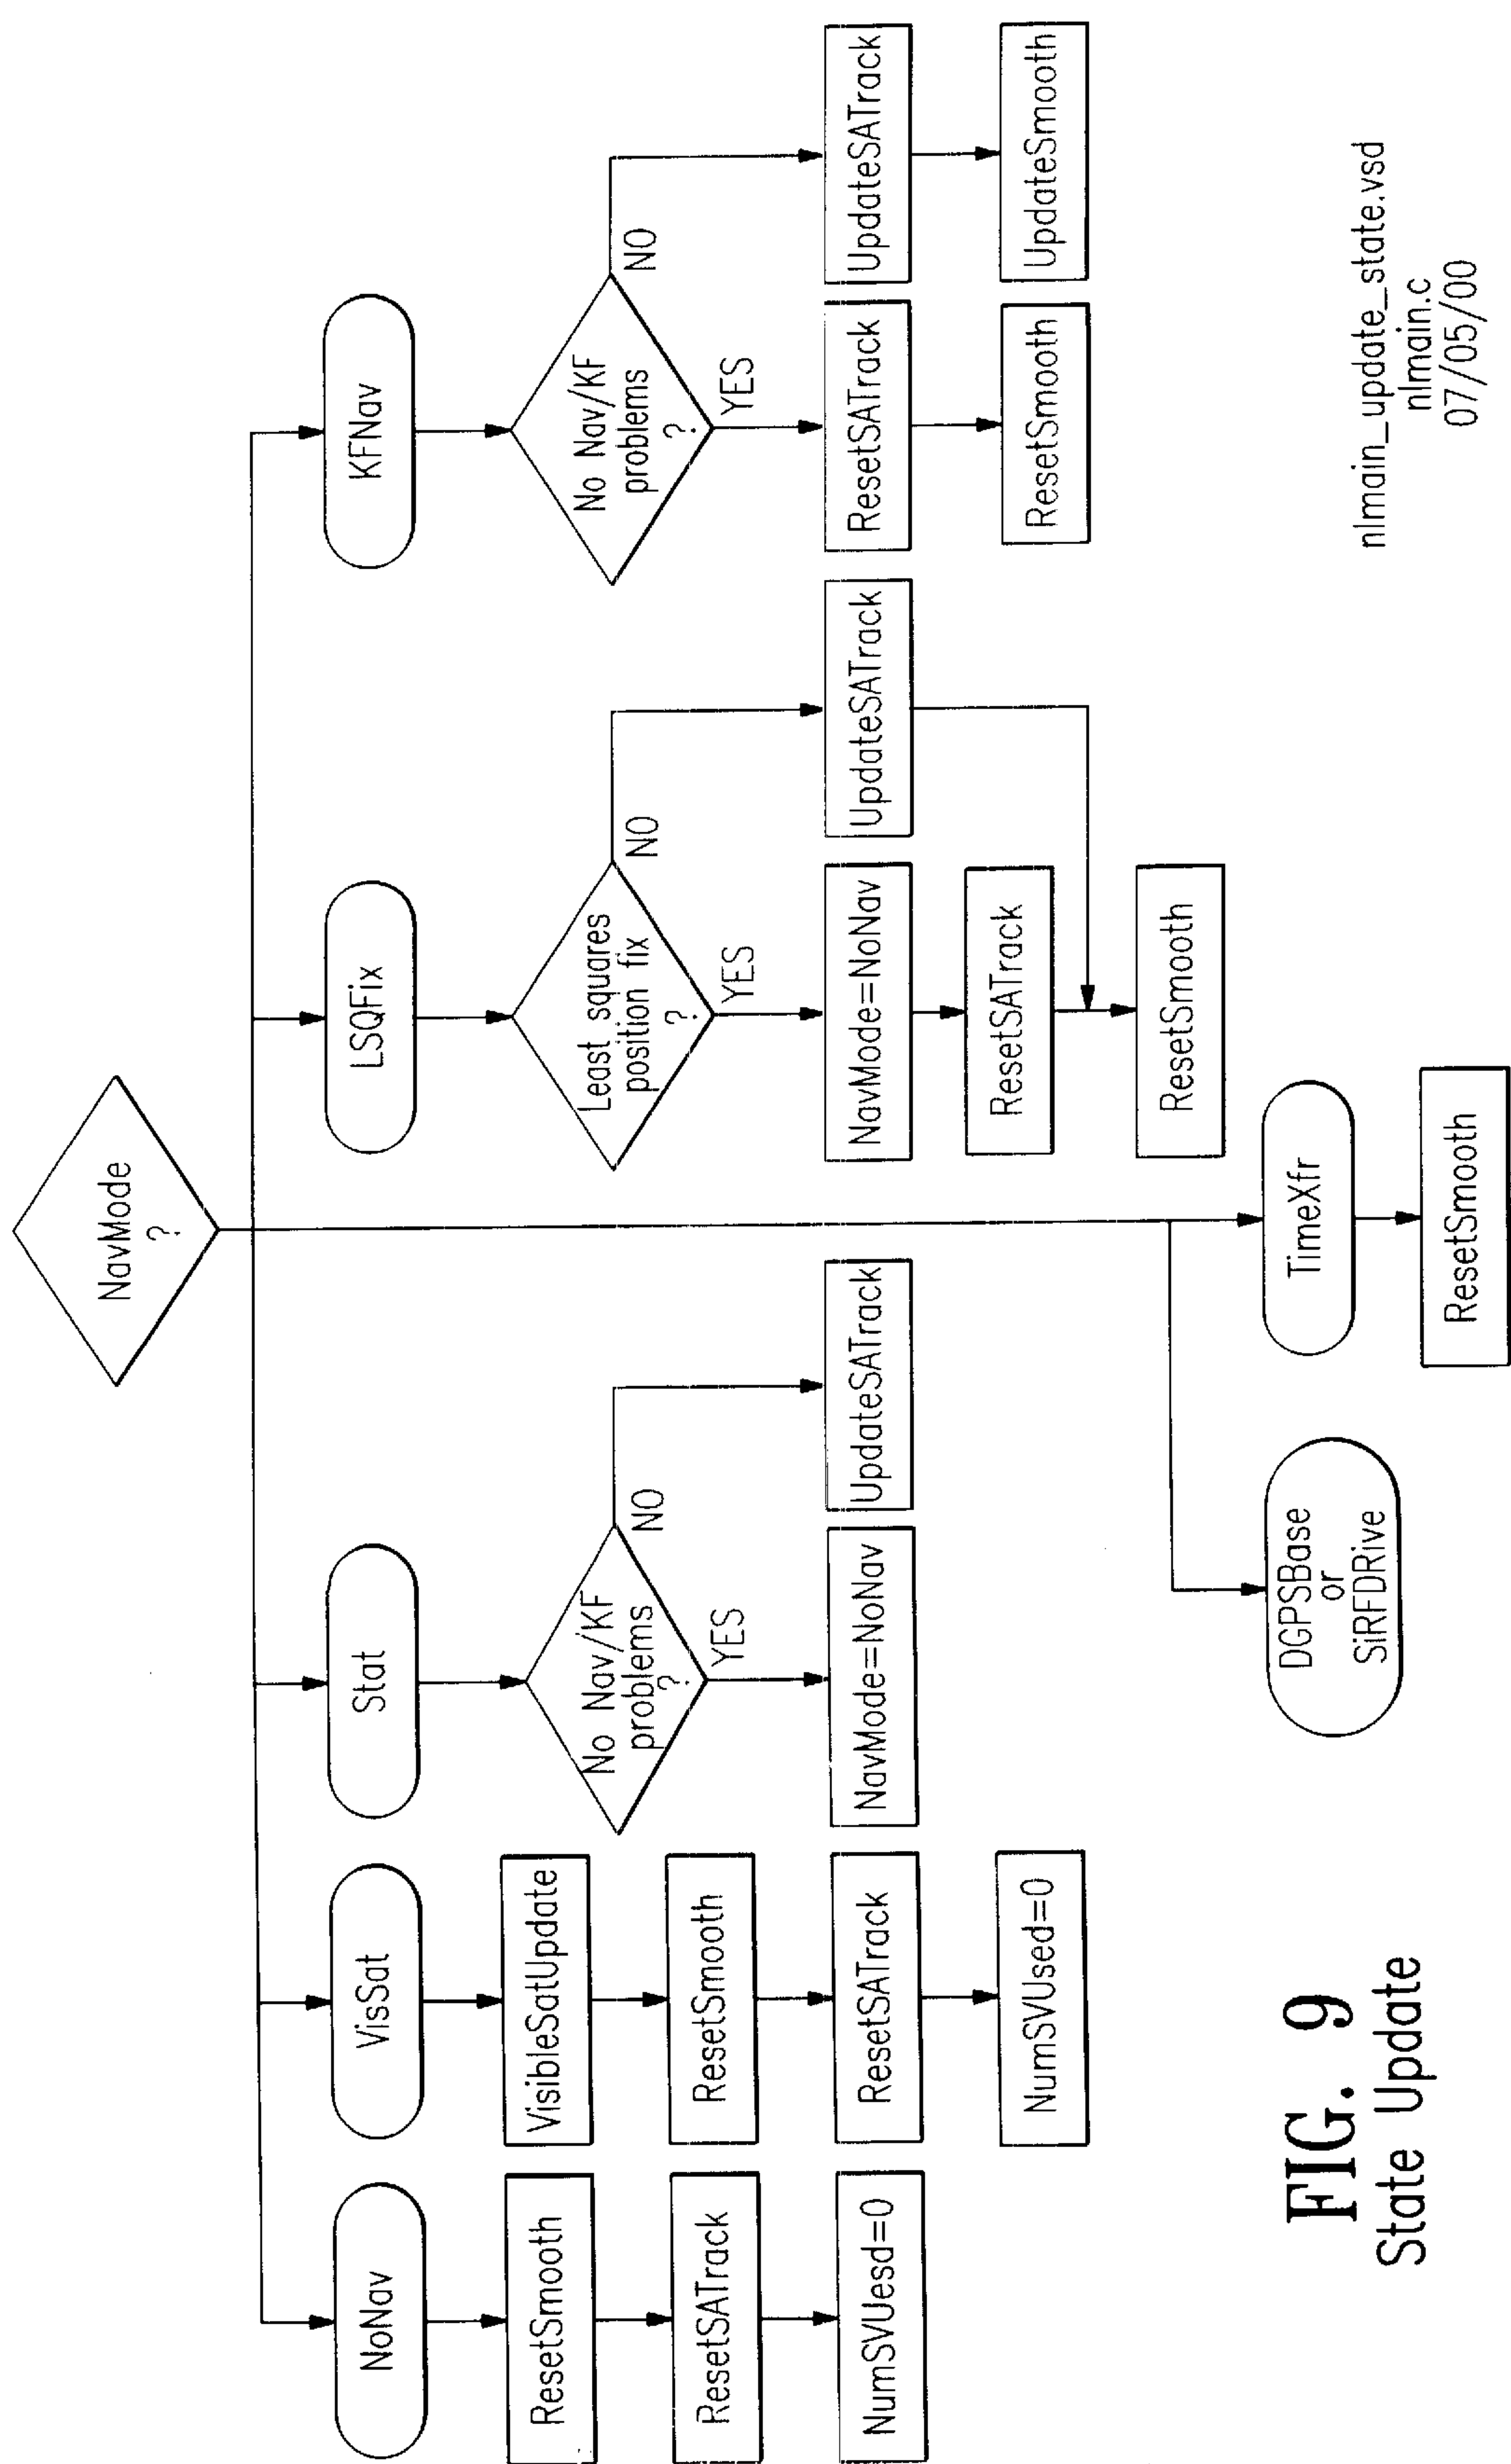 NavMode
?
NoNav
ResetSmooth
ResetSATrack
NumSVUesd=0
VisSat
VisibleSatUpdate
ResetSmooth
ResetSATrack
NumSVUsed=0
Stat
No Nav/KF
problems
?
YES
NO
NavMode=NoNav
UpdateSATrack
LSQFix
Least squares
position fix
?
YES
NO
NavMode=NoNav
ResetSATrack
UpdateSATrack
ResetSmooth
KFNav
No Nav/KF
problems
?
YES
NO
ResetSATrack
ResetSmooth
UpdateSATrack
UpdateSmooth
DGPSBase
or
SiRFDRive
TimeXfr
ResetSmooth
FIG. 9
State Update
nlmain_update_state.vsd
nlmain.c
07/05/00